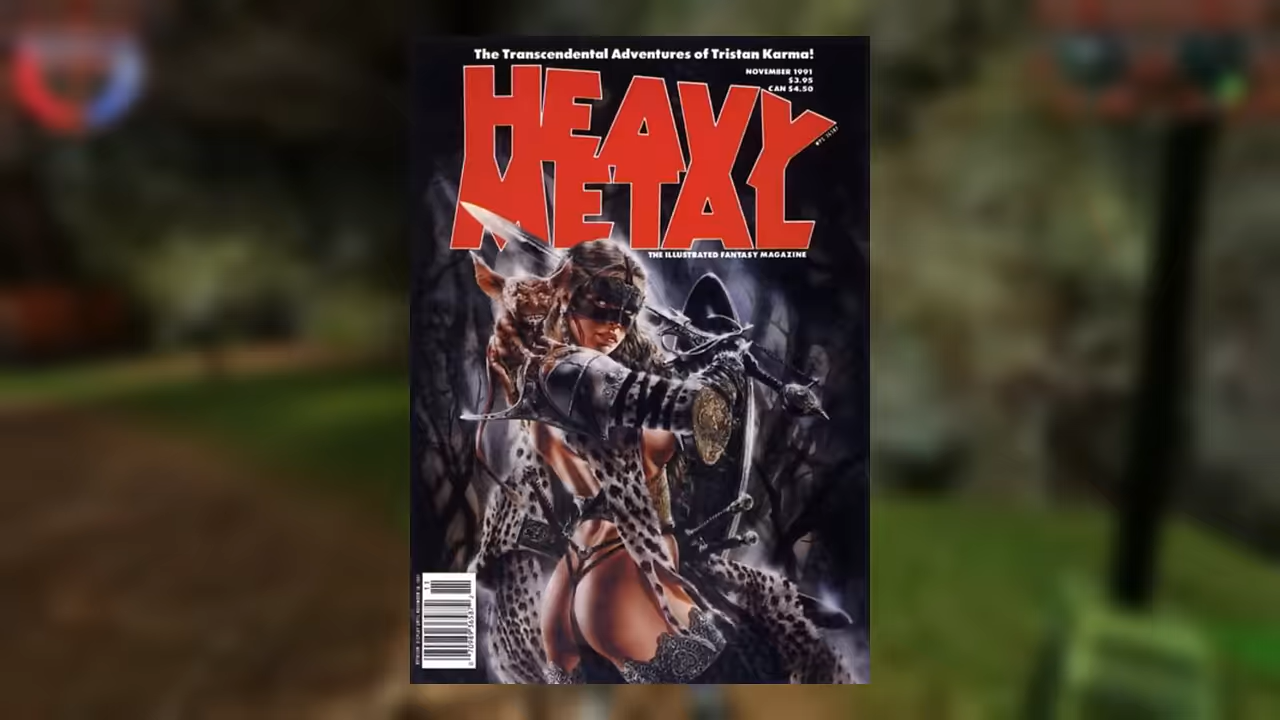 The Transcendental Adventures of Tristan Karma!
NOVEMBER 1991
$3.95
CAN $4.50
HEAVY
METAL
THE ILLUSTRATED FANTASY MAGAZINE
11